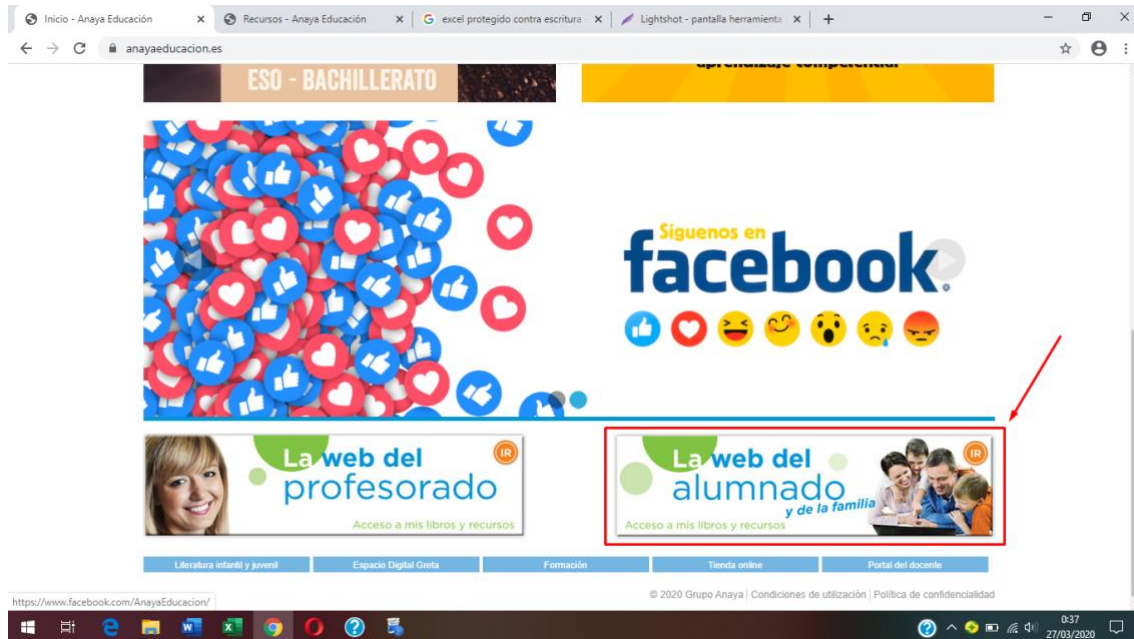 Inicio - Anaya Educación
Recursos - Anaya Educación
excel protegido contra escritura
Lightshot - pantalla herramienta
anayaeducacion.es
ESO - BACHILLERATO
aprendizaje competencial
Síguenos en
facebook
La web del
profesorado
IR
Acceso a mis libros y recursos
La web del
alumnado
y de la familia
IR
Acceso a mis libros y recursos
Literatura infantil y juvenil
Espacio Digital Greta
Formación
Tienda online
Portal del docente
© 2020 Grupo Anaya | Condiciones de utilización | Política de confidencialidad
https://www.facebook.com/AnayaEducacion/
0:37
27/03/2020